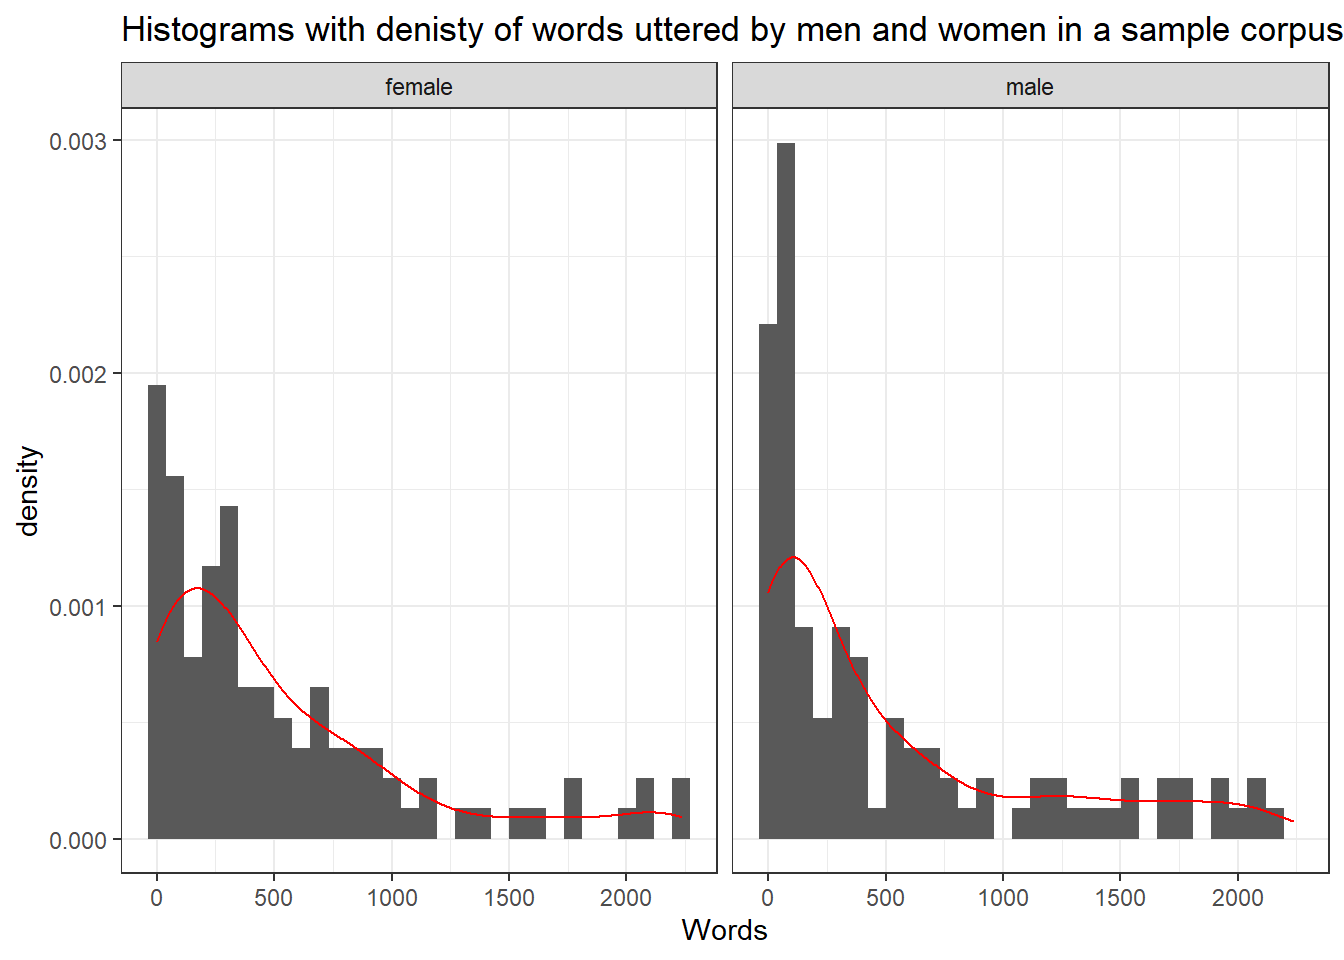 Histograms with denisty of words uttered by men and women in a sample corpus
female
male
0.003
0.002
0.001
0.000
density
0 500 1000 1500 2000
0 500 1000 1500 2000
Words